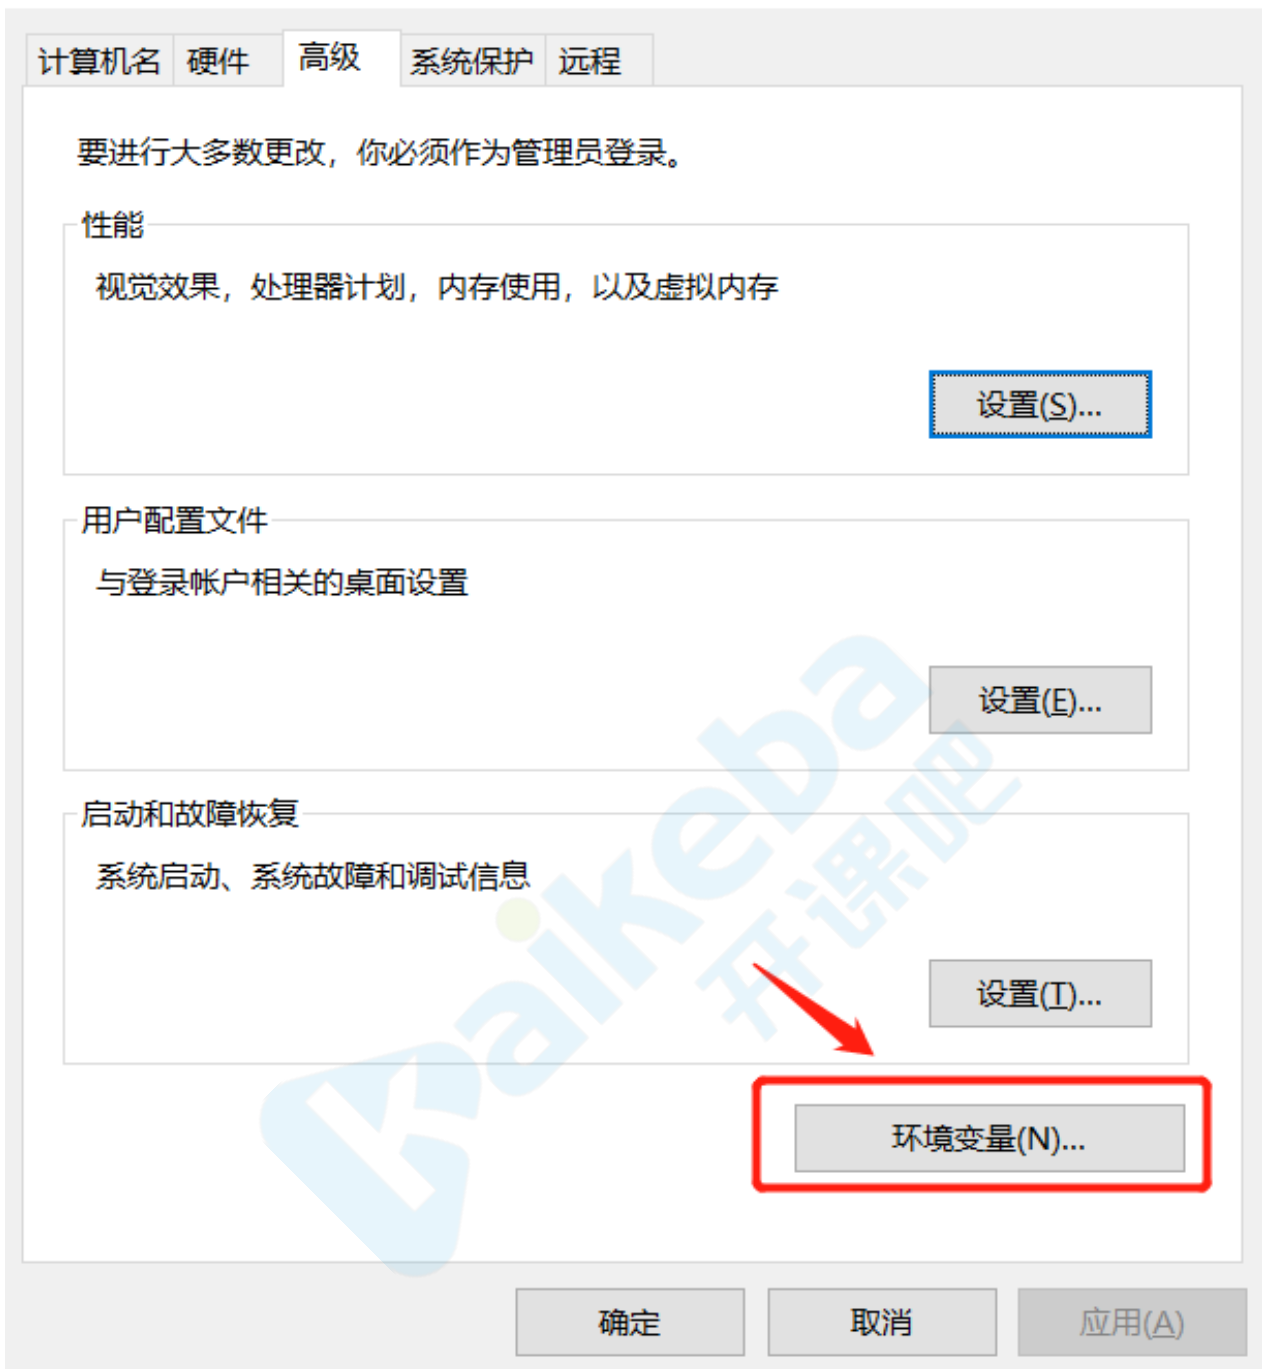 计算机名 硬件 高级 系统保护 远程
要进行大多数更改，你必须作为管理员登录。
性能
视觉效果，处理器计划，内存使用，以及虚拟内存
设置(S)...
用户配置文件
与登录帐户相关的桌面设置
设置(E)...
启动和故障恢复
系统启动、系统故障和调试信息
设置(T)...
环境变量(N)...
确定 取消 应用(A)
Kaikeba
开课吧